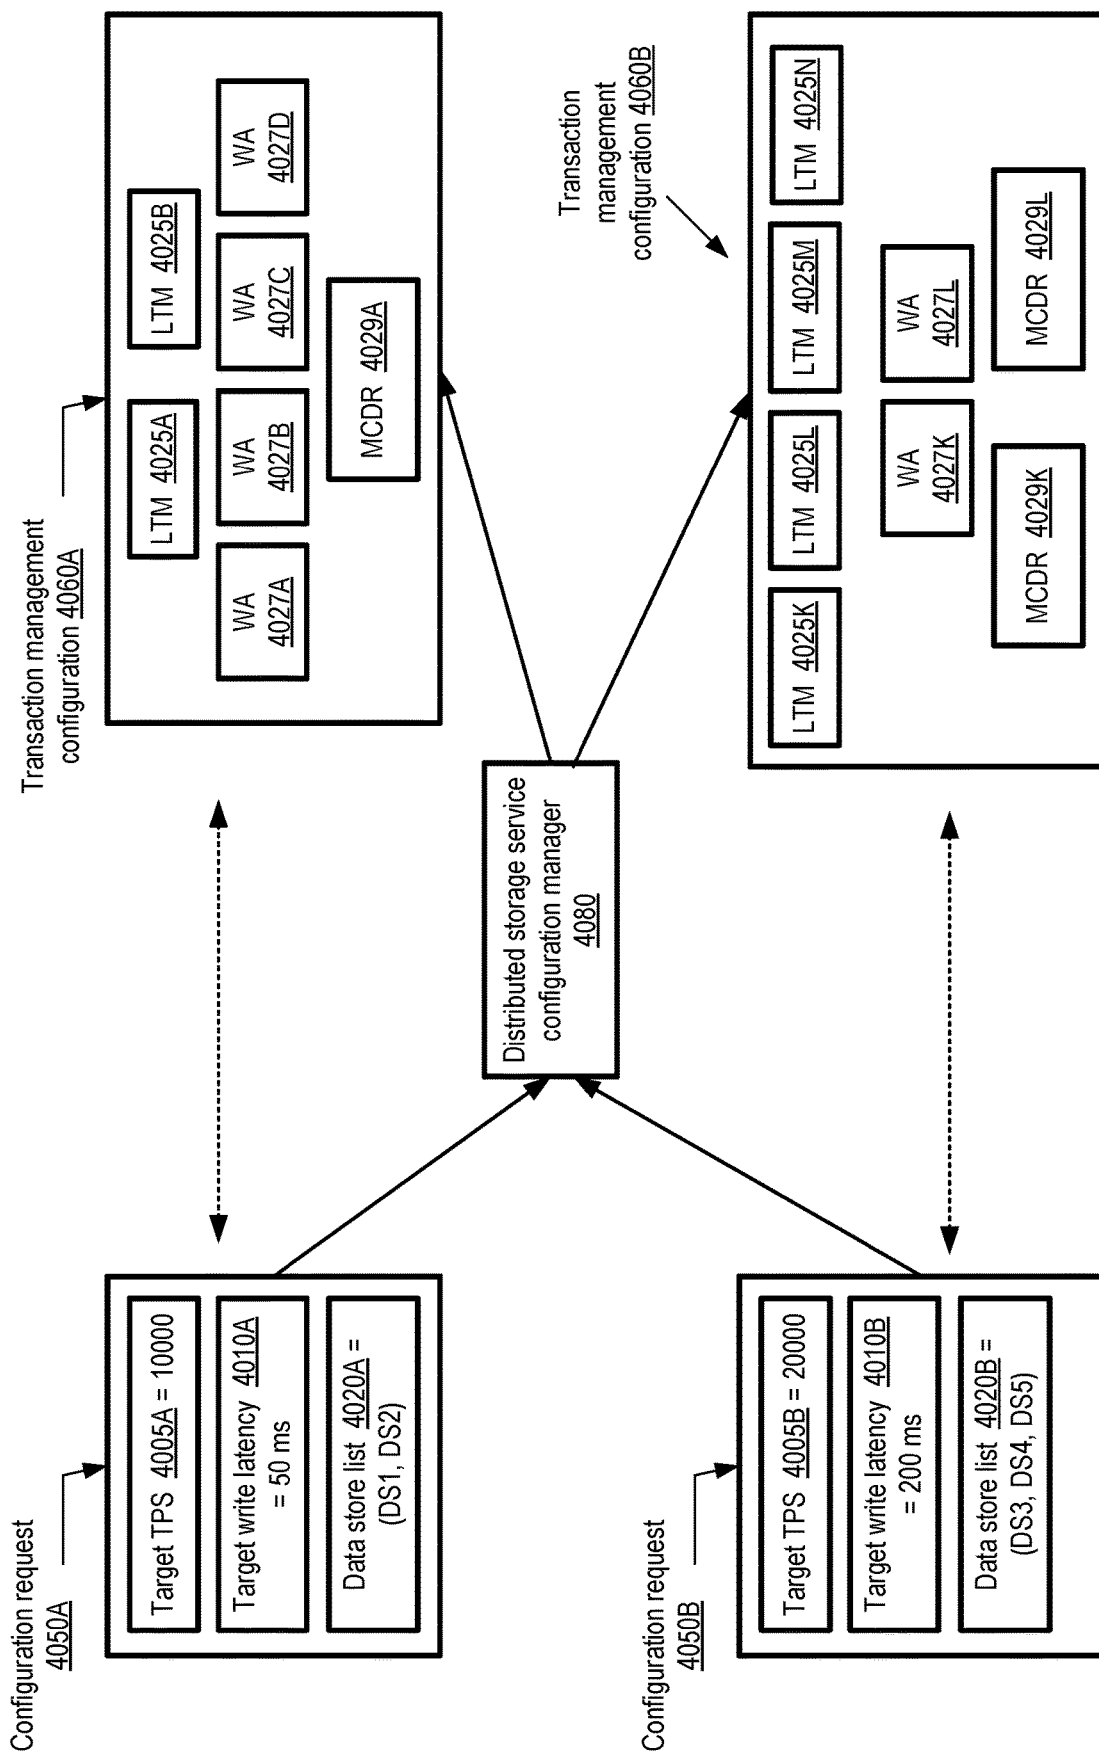 Configuration request
4050A
Target TPS 4005A = 10000
Target write latency 4010A
= 50 ms
Data store list 4020A =
(DS1, DS2)
Transaction management
configuration 4060A
LTM 4025A
LTM 4025B
WA
4027A
WA
4027B
WA
4027C
WA
4027D
MCDR 4029A
Distributed storage service
configuration manager
4080
Configuration request
4050B
Target TPS 4005B = 20000
Target write latency 4010B
= 200 ms
Data store list 4020B =
(DS3, DS4, DS5)
Transaction
management
configuration 4060B
LTM 4025K
LTM 4025L
LTM 4025M
LTM 4025N
WA
4027K
WA
4027L
MCDR 4029K
MCDR 4029L